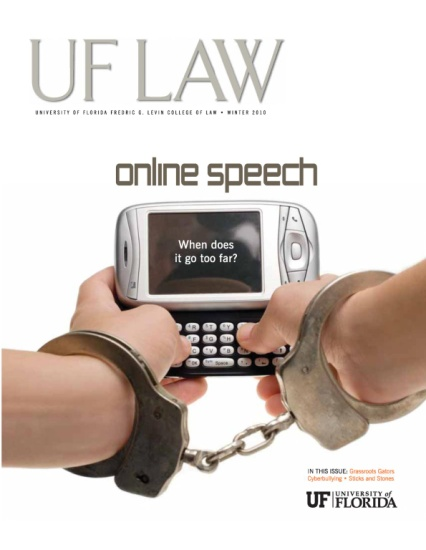 UF LAW
UNIVERSITY OF FLORIDA FREDRIC G. LEVIN COLLEGE OF LAW • WINTER 2010
online speech
When does
it go too far?
R T Y
F G H
V B
Space
IN THIS ISSUE: Grassroots Gators
Cyberbullying • Sticks and Stones
UF UNIVERSITY of
FLORIDA